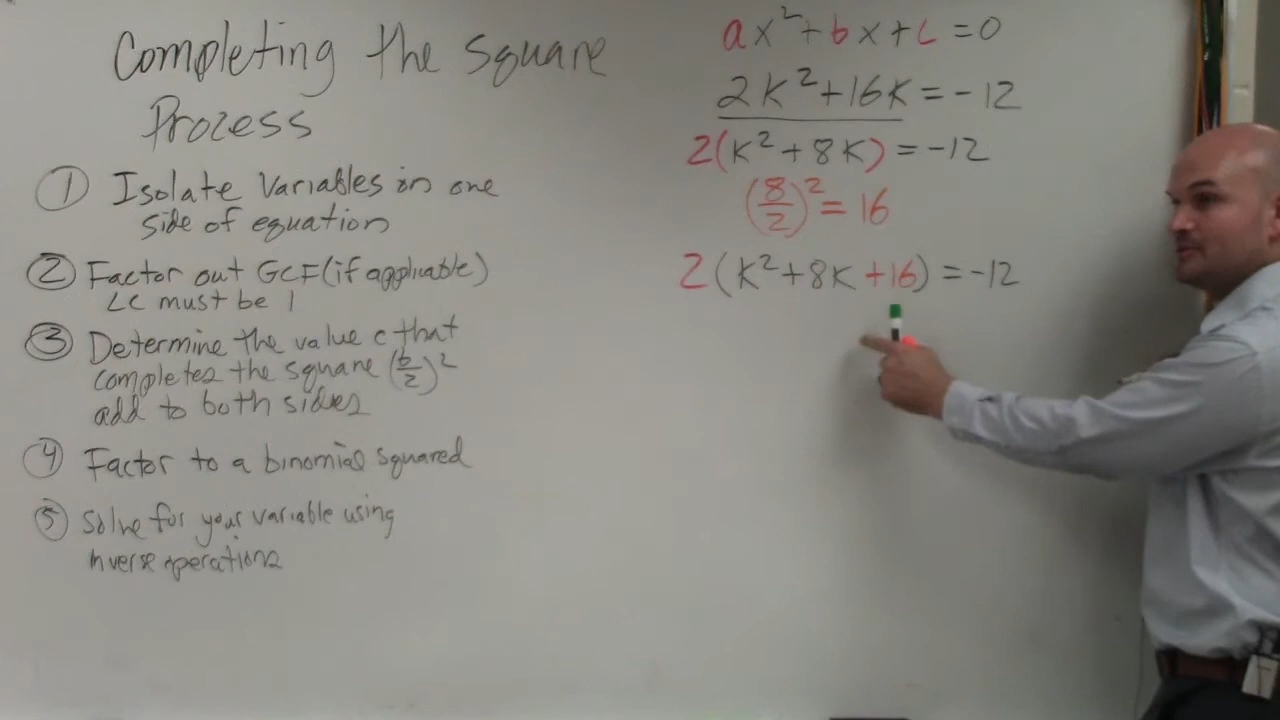 Completing the Square
Process
① Isolate Variables on one
side of equation
② Factor out GCF (if applicable)
LC must be 1
③ Determine the value c that
completes the square (b/2)²
add to both sides
④ Factor to a binomial squared
⑤ Solve for your variable using
inverse operations
ax²+bx+c=0
2k²+16k=-12
2(k²+8k)=-12
(8/2)²=16
2(k²+8k+16)=-12